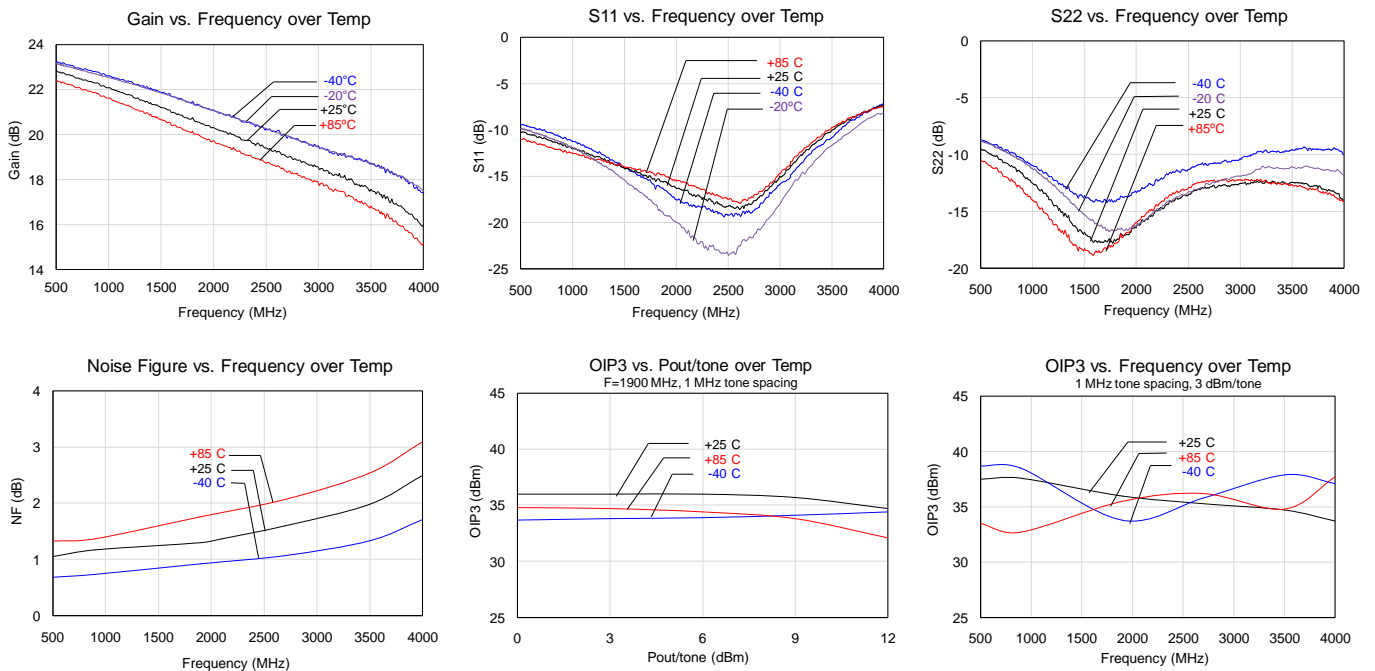 Gain vs. Frequency over Temp
24
22
20
18
16
14
Gain (dB)
-40°C
-20°C
+25°C
+85ºC
500 1000 1500 2000 2500 3000 3500 4000
Frequency (MHz)
S11 vs. Frequency over Temp
0
-5
-10
-15
-20
-25
S11 (dB)
+85 C
+25 C
-40 C
-20ºC
500 1000 1500 2000 2500 3000 3500 4000
Frequency (MHz)
S22 vs. Frequency over Temp
0
-5
-10
-15
-20
S22 (dB)
-40 C
-20 C
+25 C
+85ºC
500 1000 1500 2000 2500 3000 3500 4000
Frequency (MHz)
Noise Figure vs. Frequency over Temp
4
3
2
1
0
NF (dB)
+85 C
+25 C
-40 C
500 1000 1500 2000 2500 3000 3500 4000
Frequency (MHz)
OIP3 vs. Pout/tone over Temp
F=1900 MHz, 1 MHz tone spacing
45
40
35
30
25
OIP3 (dBm)
+25 C
+85 C
-40 C
0 3 6 9 12
Pout/tone (dBm)
OIP3 vs. Frequency over Temp
1 MHz tone spacing, 3 dBm/tone
45
40
35
30
25
OIP3 (dBm)
+25 C
+85 C
-40 C
500 1000 1500 2000 2500 3000 3500 4000
Frequency (MHz)